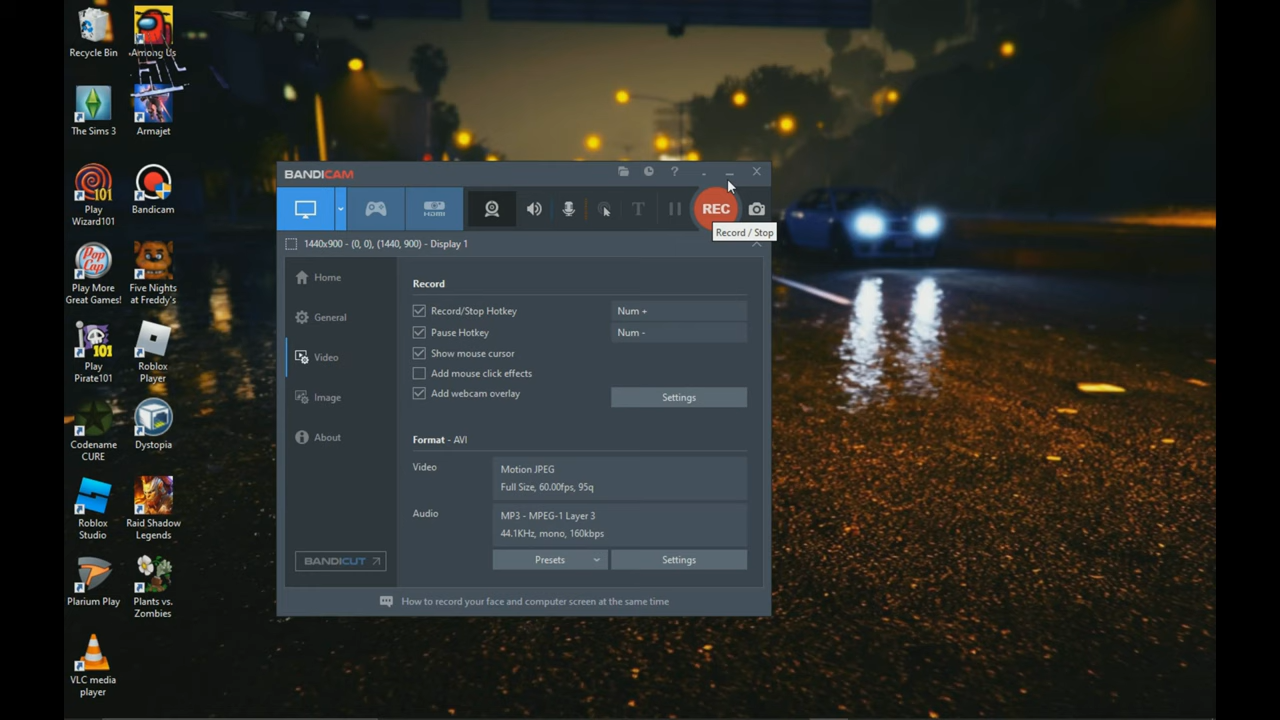 Recycle Bin
Among Us
The Sims 3
Armajet
Play
Wizard101
Bandicam
Play More
Great Games!
Five Nights
at Freddy's
Play
Pirate101
Roblox
Player
Codename
CURE
Dystopia
Roblox
Studio
Raid Shadow
Legends
Plarium Play
Plants vs.
Zombies
VLC media
player
101
Pop
Cap
101
BANDICAM
?
HDMI
T
REC
Record / Stop
1440x900 - (0, 0), (1440, 900) - Display 1
Home
General
Video
Image
About
BANDICUT
Record
Record/Stop Hotkey
Num +
Pause Hotkey
Num -
Show mouse cursor
Add mouse click effects
Add webcam overlay
Settings
Format - AVI
Video
Motion JPEG
Full Size, 60.00fps, 95q
Audio
MP3 - MPEG-1 Layer 3
44.1KHz, mono, 160kbps
Presets
Settings
How to record your face and computer screen at the same time